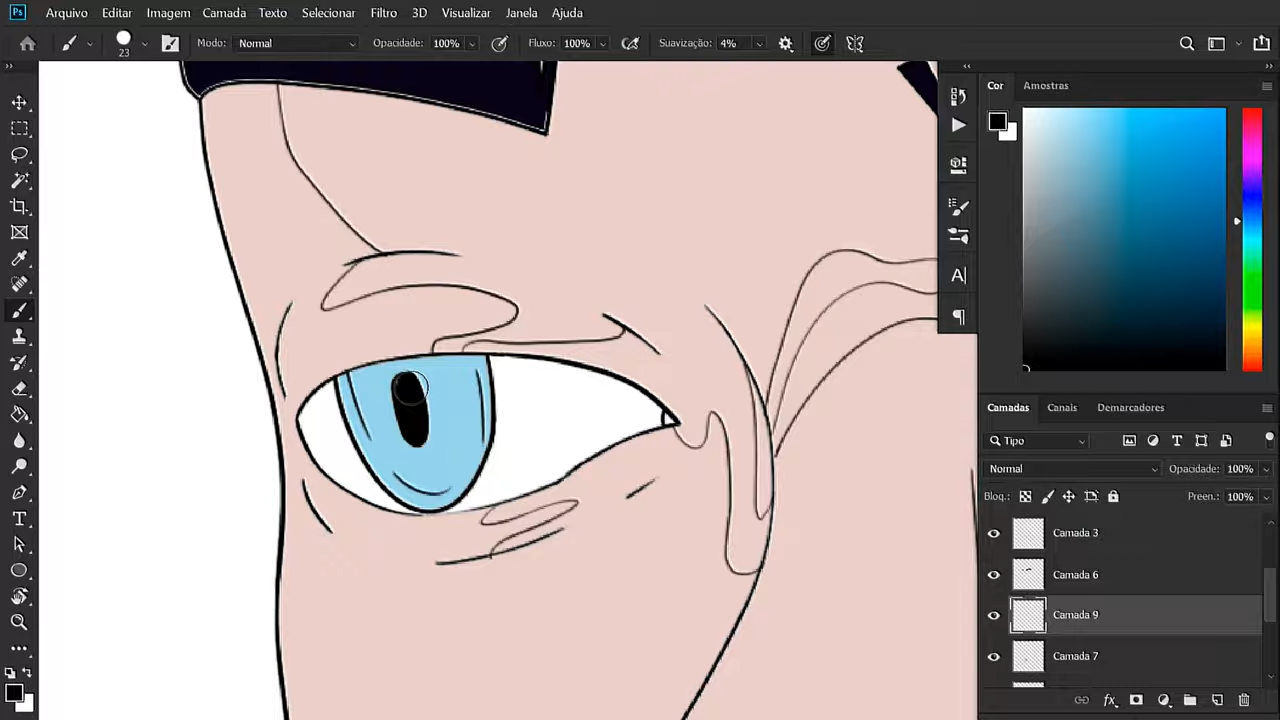 Ps Arquivo Editar Imagem Camada Texto Selecionar Filtro 3D Visualizar Janela Ajuda
23 Modo: Normal Opacidade: 100% Fluxo: 100% Suavização: 4%
Cor Amostras
A
Camadas Canais Demarcadores
Tipo
Normal Opacidade: 100%
Bloq.: Preen.: 100%
Camada 3
Camada 6
Camada 9
Camada 7
T
fx